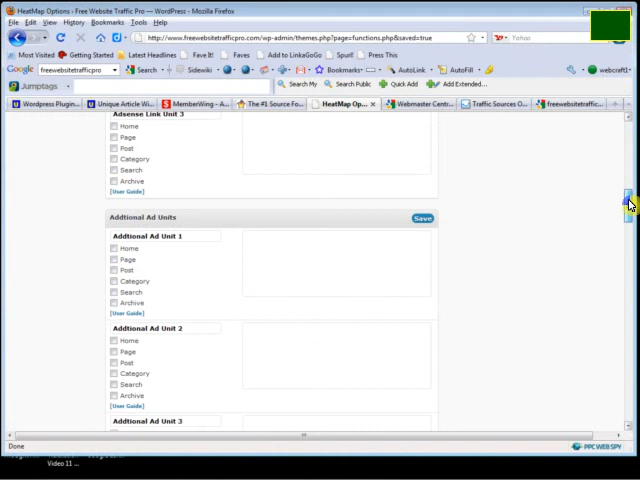 HeatMap Options - Free Website Traffic Pro — WordPress - Mozilla Firefox
File Edit View History Bookmarks Tools Help
http://www.freewebsitetrafficpro.com/wp-admin/themes.php?page=functions.php&saved=true
Yahoo
Most Visited Getting Started Latest Headlines Fave It! Faves Add to LinkaGoGo Spurl! Press This
Google freewebsitetrafficpro Search Sidewiki Bookmarks AutoLink AutoFill webcraft1
Jumptags Search My Search Public Quick Add Add Extended...
Wordpress Plugin... Unique Article Wi... MemberWing - A... The #1 Source Fo... HeatMap Op... Webmaster Centr... Traffic Sources O... freewebsitetraffic...
Adsense Link Unit 3
Home
Page
Post
Category
Search
Archive
[User Guide]
Addtional Ad Units Save
Addtional Ad Unit 1
Home
Page
Post
Category
Search
Archive
[User Guide]
Addtional Ad Unit 2
Home
Page
Post
Category
Search
Archive
[User Guide]
Addtional Ad Unit 3
Done PPC WEB SPY
Video 11 ...